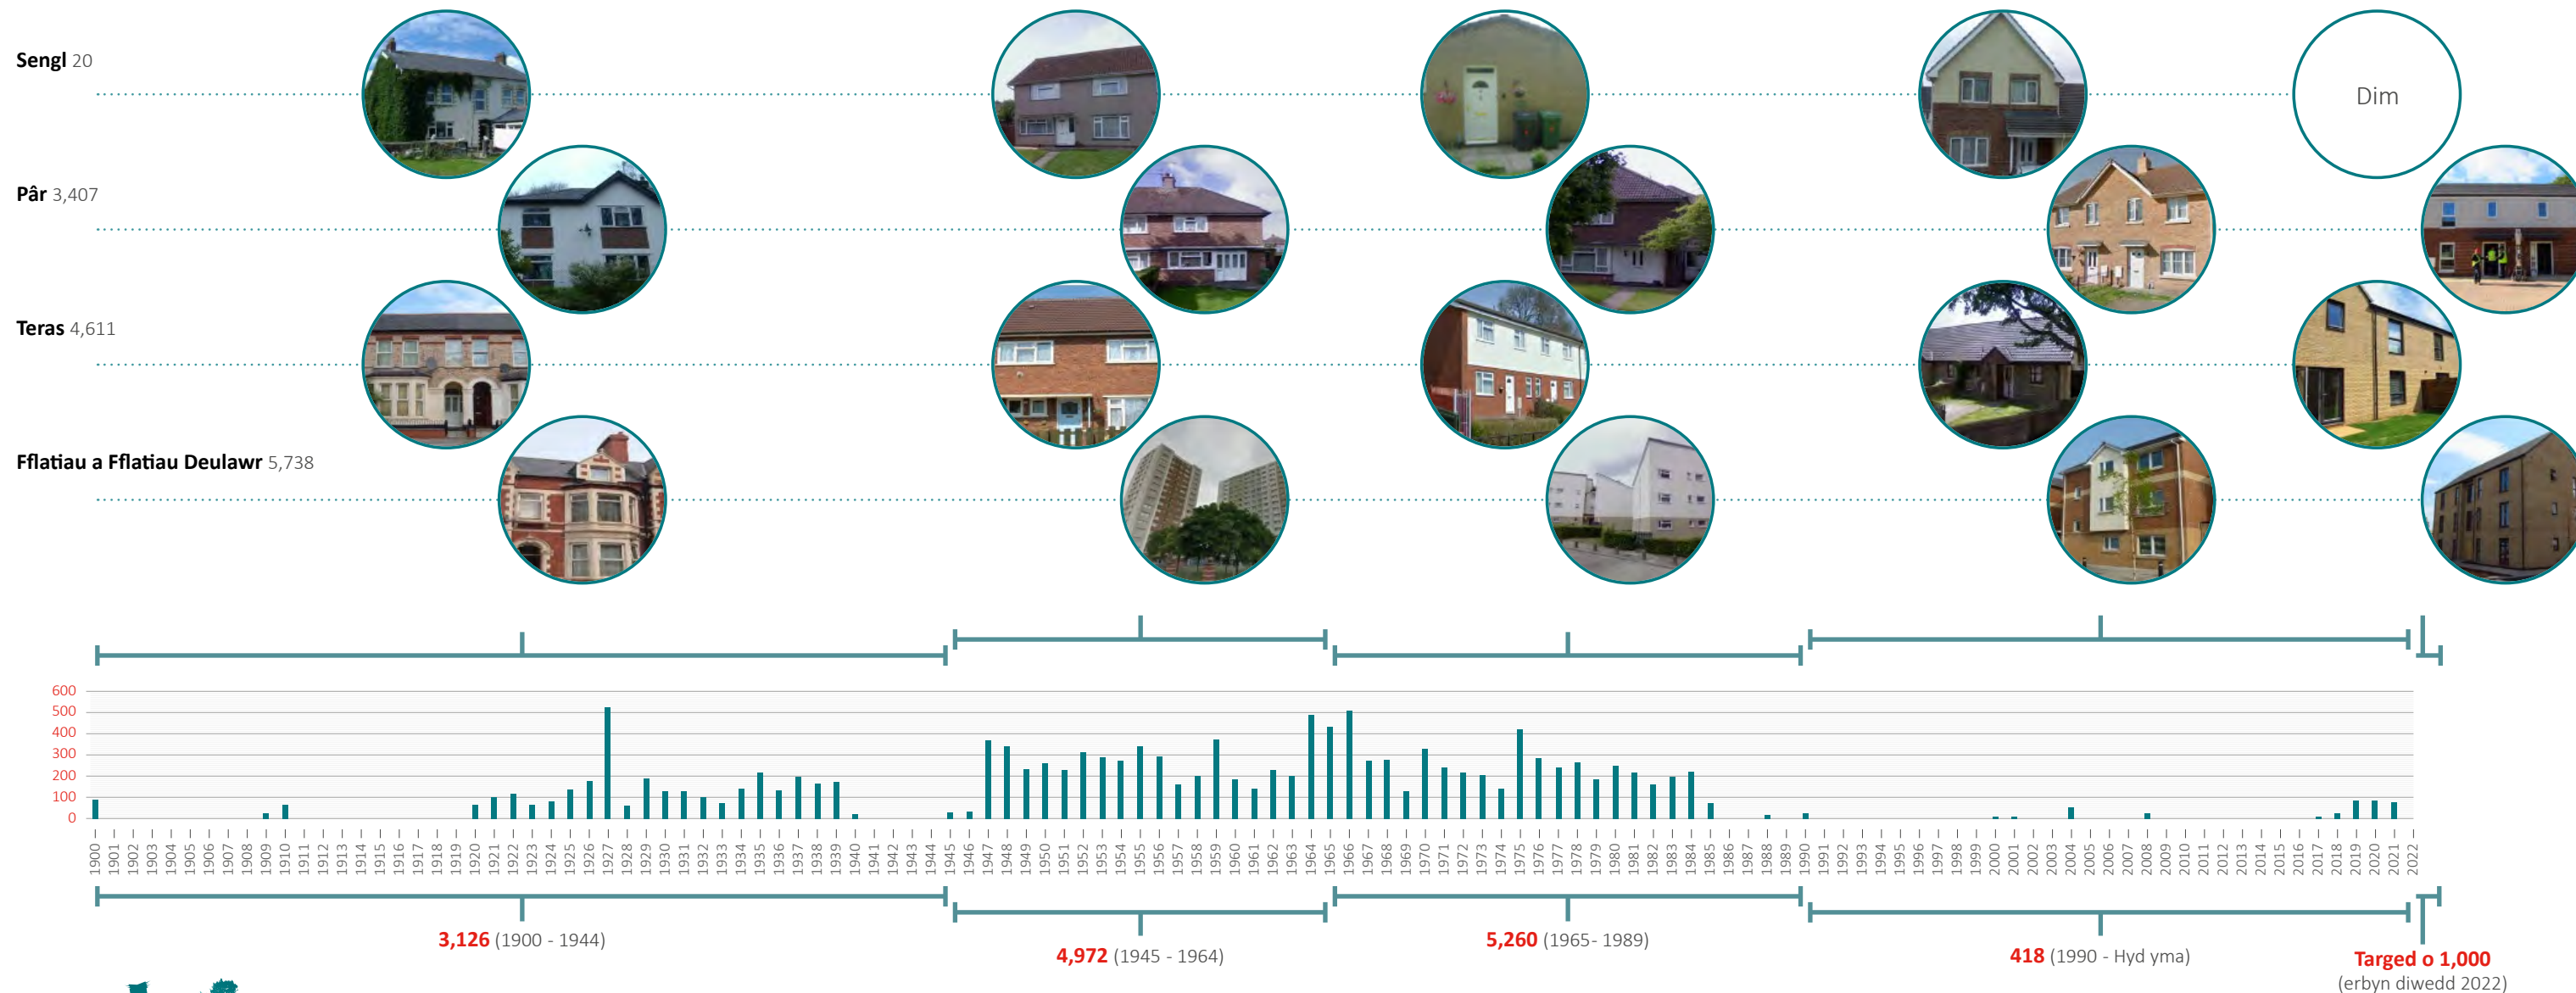 Sengl 20
Dim
Pâr 3,407
Teras 4,611
Fflatiau a Fflatiau Deulawr 5,738
600
500
400
300
200
100
0
1900 1901 1902 1903 1904 1905 1906 1907 1908 1909 1910 1911 1912 1913 1914 1915 1916 1917 1918 1919 1920 1921 1922 1923 1924 1925 1926 1927 1928 1929 1930 1931 1932 1933 1934 1935 1936 1937 1938 1939 1940 1941 1942 1943 1944 1945 1946 1947 1948 1949 1950 1951 1952 1953 1954 1955 1956 1957 1958 1959 1960 1961 1962 1963 1964 1965 1966 1967 1968 1969 1970 1971 1972 1973 1974 1975 1976 1977 1978 1979 1980 1981 1982 1983 1984 1985 1986 1987 1988 1989 1990 1991 1992 1993 1994 1995 1996 1997 1998 1999 2000 2001 2002 2003 2004 2005 2006 2007 2008 2009 2010 2011 2012 2013 2014 2015 2016 2017 2018 2019 2020 2021 2022
3,126 (1900 - 1944)
4,972 (1945 - 1964)
5,260 (1965- 1989)
418 (1990 - Hyd yma)
Targed o 1,000
(erbyn diwedd 2022)